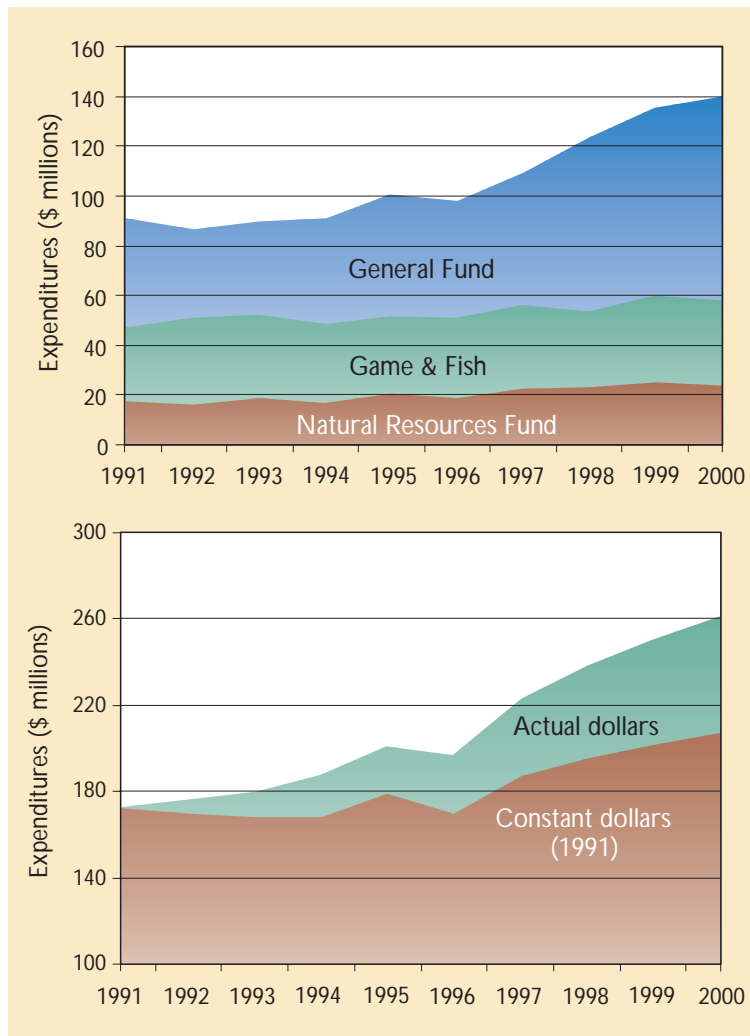 160
140
120
100
80
60
40
20
0
Expenditures ($ millions)
General Fund
Game & Fish
Natural Resources Fund
1991 1992 1993 1994 1995 1996 1997 1998 1999 2000
300
260
220
180
140
100
Expenditures ($ millions)
Actual dollars
Constant dollars
(1991)
1991 1992 1993 1994 1995 1996 1997 1998 1999 2000